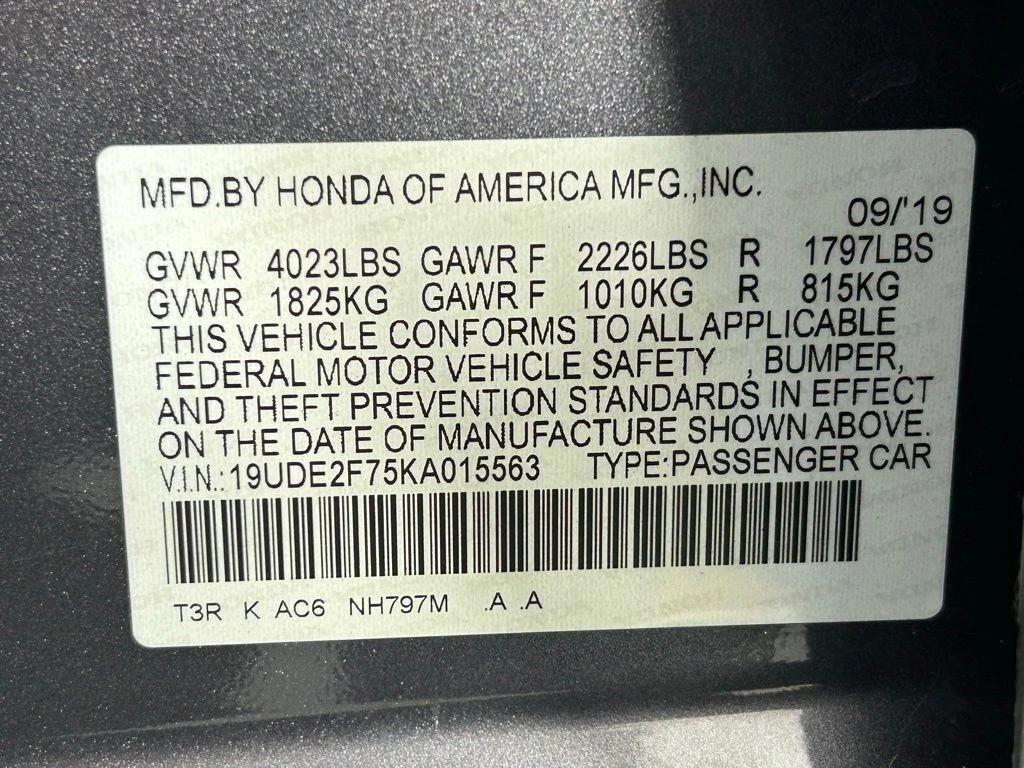 MFD.BY HONDA OF AMERICA MFG.,INC.
09/'19
GVWR 4023LBS GAWR F 2226LBS R 1797LBS
GVWR 1825KG GAWR F 1010KG R 815KG
THIS VEHICLE CONFORMS TO ALL APPLICABLE
FEDERAL MOTOR VEHICLE SAFETY , BUMPER,
AND THEFT PREVENTION STANDARDS IN EFFECT
ON THE DATE OF MANUFACTURE SHOWN ABOVE.
V.I.N.:19UDE2F75KA015563 TYPE:PASSENGER CAR
T3R K AC6 NH797M .A .A